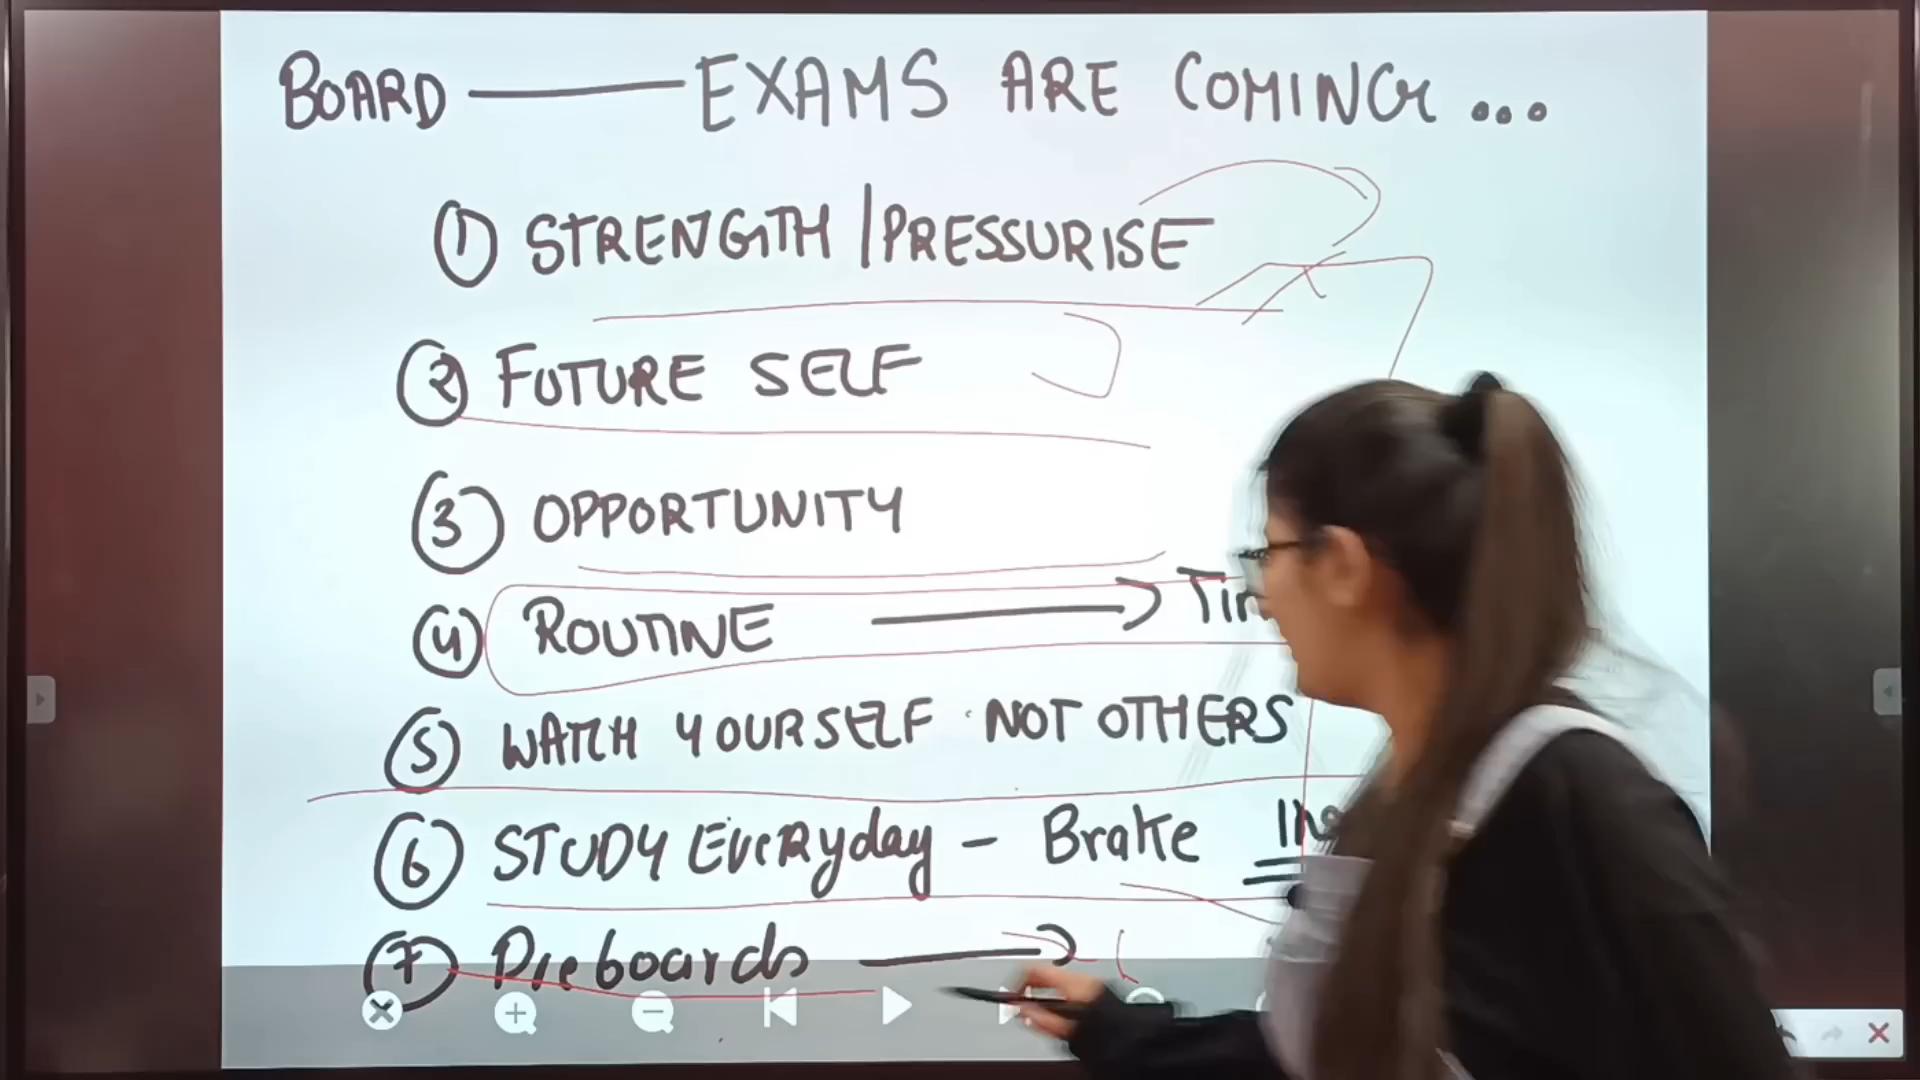 BOARD — EXAMS ARE COMING...
① STRENGTH/PRESSURISE
② FUTURE SELF
③ OPPORTUNITY
④ ROUTINE →
⑤ WATCH YOURSELF NOT OTHERS
⑥ STUDY EVERyday - Brake
⑦ Preboards →